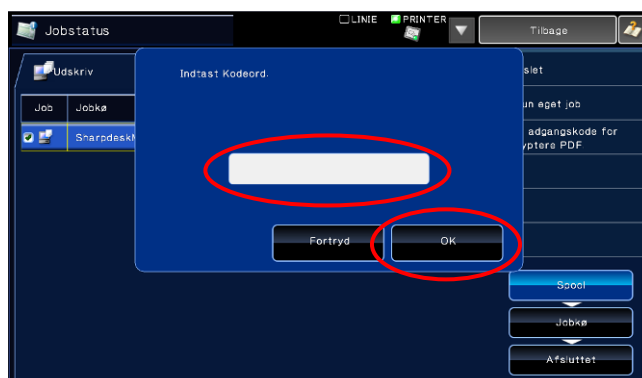 Jobstatus
LINIE
PRINTER
Tilbage
Udskriv
Indtast Kodeord.
slet
Job
Jobkø
un eget job
Sharpdesk
adgangskode for
yptere PDF
Fortryd
OK
Spool
Jobkø
Afsluttet